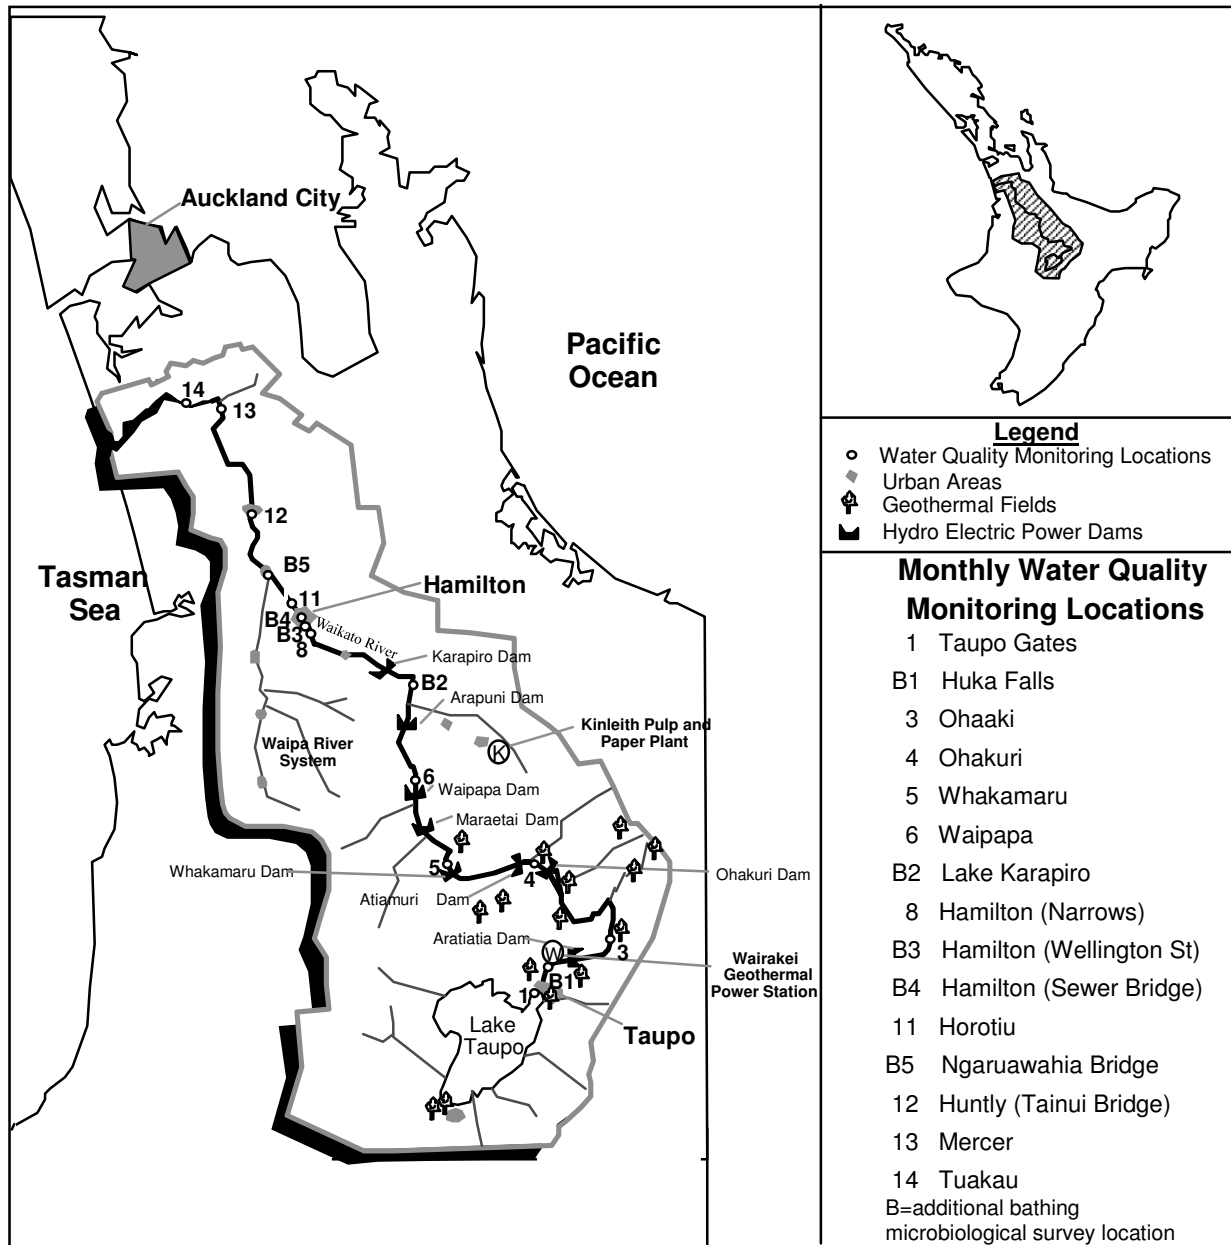 Auckland City
Pacific
Ocean
14
13
12
B5
Tasman
Sea
Hamilton
11
B4
B3
8
Waikato River
Karapiro Dam
B2
Arapuni Dam
Kinleith Pulp and
Paper Plant
K
Waipa River
System
6
Waipapa Dam
Maraetai Dam
Whakamaru Dam
5
4
Ohakuri Dam
Atiamuri Dam
Aratiatia Dam
3
W
Wairakei
Geothermal
Power Station
B1
1
Lake
Taupo
Taupo
Legend
Water Quality Monitoring Locations
Urban Areas
Geothermal Fields
Hydro Electric Power Dams
Monthly Water Quality
Monitoring Locations
1 Taupo Gates
B1 Huka Falls
3 Ohaaki
4 Ohakuri
5 Whakamaru
6 Waipapa
B2 Lake Karapiro
8 Hamilton (Narrows)
B3 Hamilton (Wellington St)
B4 Hamilton (Sewer Bridge)
11 Horotiu
B5 Ngaruawahia Bridge
12 Huntly (Tainui Bridge)
13 Mercer
14 Tuakau
B=additional bathing
microbiological survey location